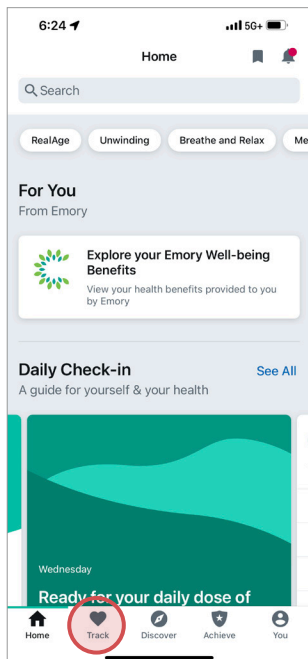 6:24
5G+
Home
Search
RealAge
Unwinding
Breathe and Relax
Me
For You
From Emory
Explore your Emory Well-being
Benefits
View your health benefits provided to you
by Emory
Daily Check-in
See All
A guide for yourself & your health
Wednesday
Ready for your daily dose of
Home
Track
Discover
Achieve
You